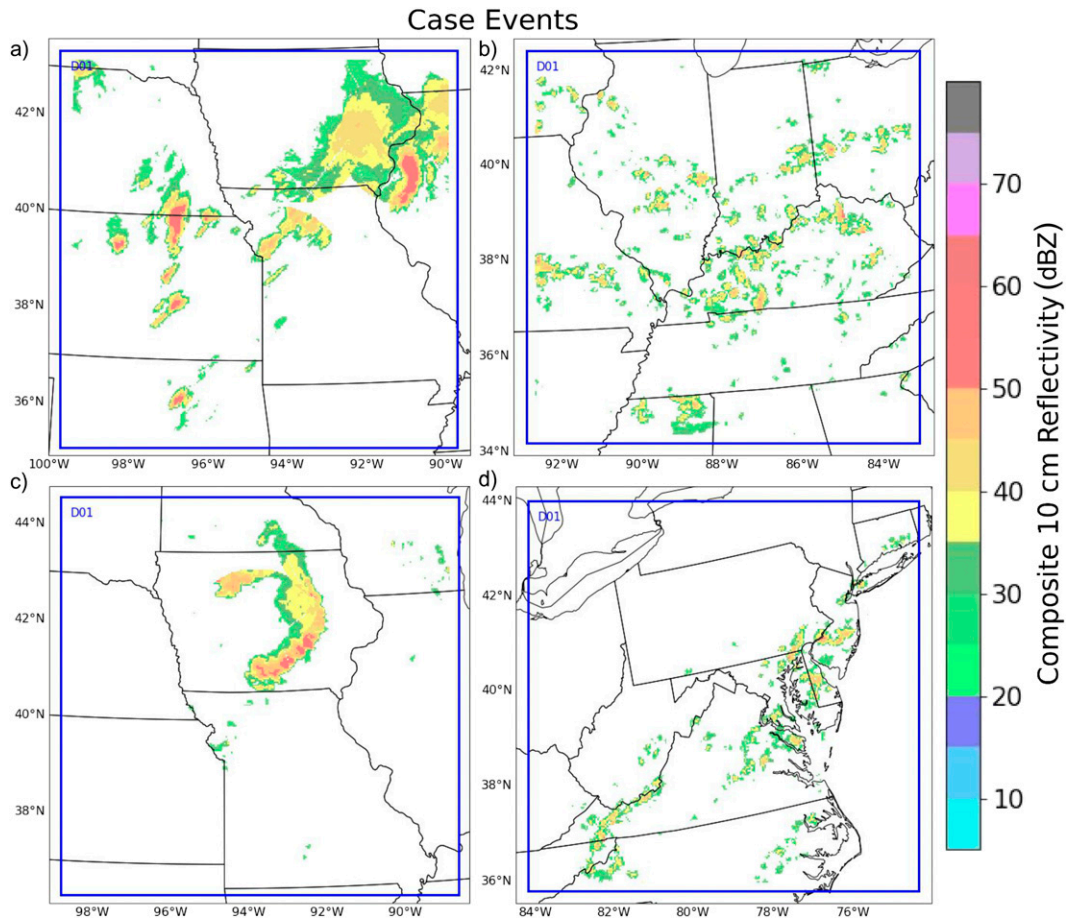 Case Events
a)
D01
42°N
40°N
38°N
36°N
100°W 98°W 96°W 94°W 92°W 90°W
b)
D01
42°N
40°N
38°N
36°N
34°N
92°W 90°W 88°W 86°W 84°W
c)
D01
44°N
42°N
40°N
38°N
98°W 96°W 94°W 92°W 90°W
d)
D01
44°N
42°N
40°N
38°N
36°N
84°W 82°W 80°W 78°W 76°W
70
60
50
40
30
20
10
Composite 10 cm Reflectivity (dBZ)